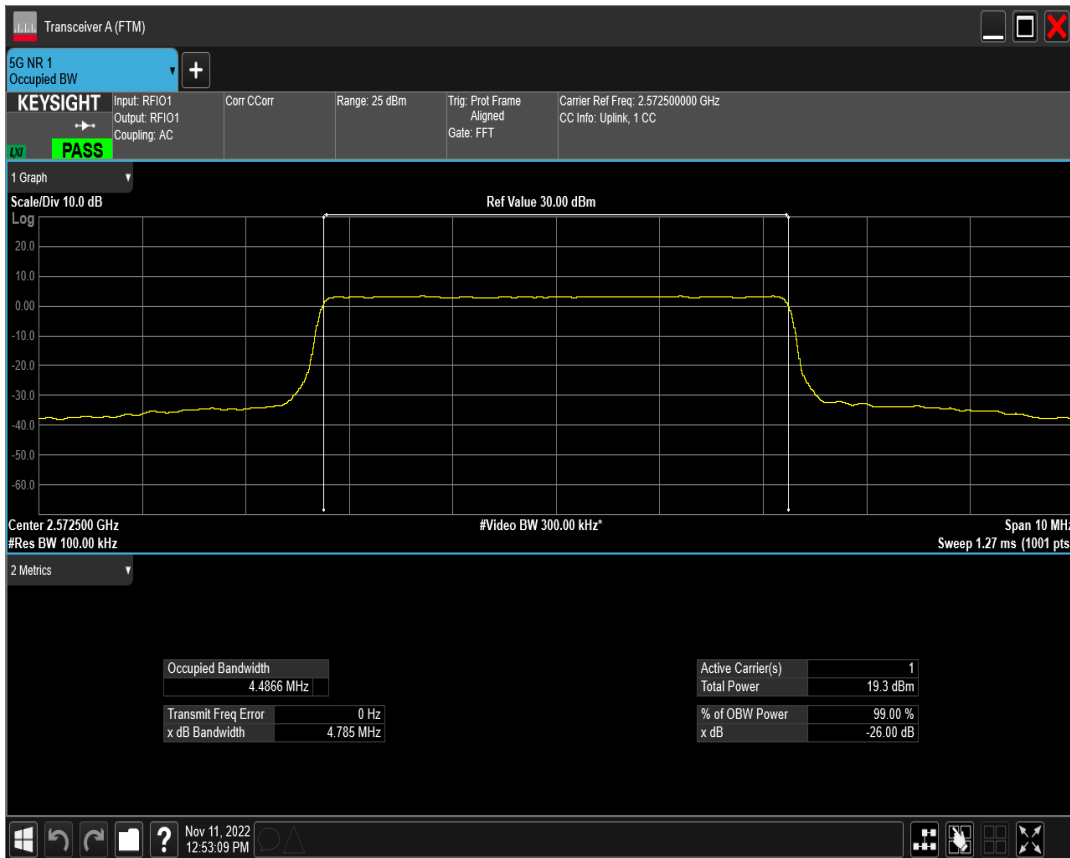 Transceiver A (FTM)
5G NR 1
Occupied BW
KEYSIGHT
LXI
PASS
Input: RFIO1
Output: RFIO1
Coupling: AC
Corr CCorr
Range: 25 dBm
Trig: Prot Frame
Aligned
Gate: FFT
Carrier Ref Freq: 2.572500000 GHz
CC Info: Uplink, 1 CC
1 Graph
Scale/Div 10.0 dB
Ref Value 30.00 dBm
Log
20.0
10.0
0.00
-10.0
-20.0
-30.0
-40.0
-50.0
-60.0
Center 2.572500 GHz
#Video BW 300.00 kHz*
Span 10 MHz
#Res BW 100.00 kHz
Sweep 1.27 ms (1001 pts
2 Metrics
Occupied Bandwidth
4.4866 MHz
Transmit Freq Error 0 Hz
x dB Bandwidth 4.785 MHz
Active Carrier(s) 1
Total Power 19.3 dBm
% of OBW Power 99.00 %
x dB -26.00 dB
?
Nov 11, 2022
12:53:09 PM